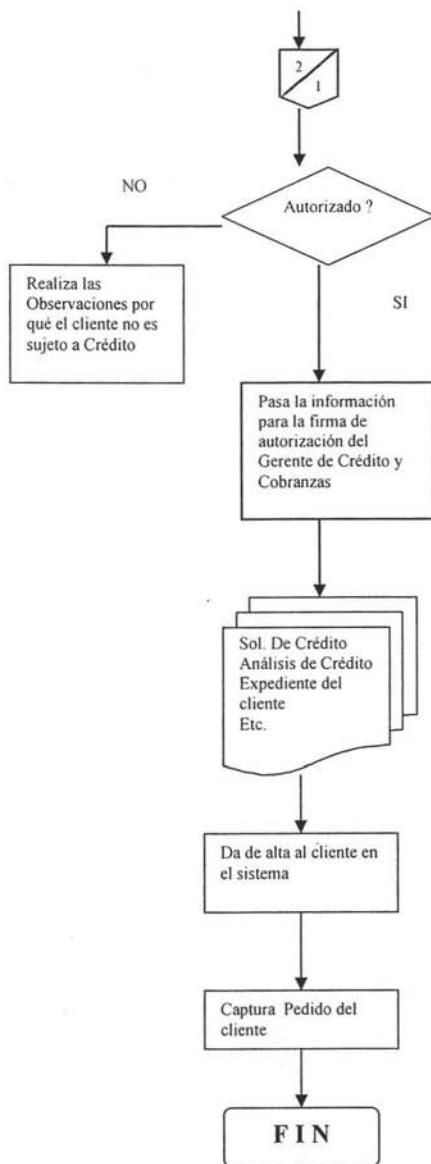 2
1
NO
Autorizado ?
Realiza las
Observaciones por
qué el cliente no es
sujeto a Crédito
SI
Pasa la información
para la firma de
autorización del
Gerente de Crédito y
Cobranzas
Sol. De Crédito
Análisis de Crédito
Expediente del
cliente
Etc.
Da de alta al cliente en
el sistema
Captura Pedido del
cliente
F I N